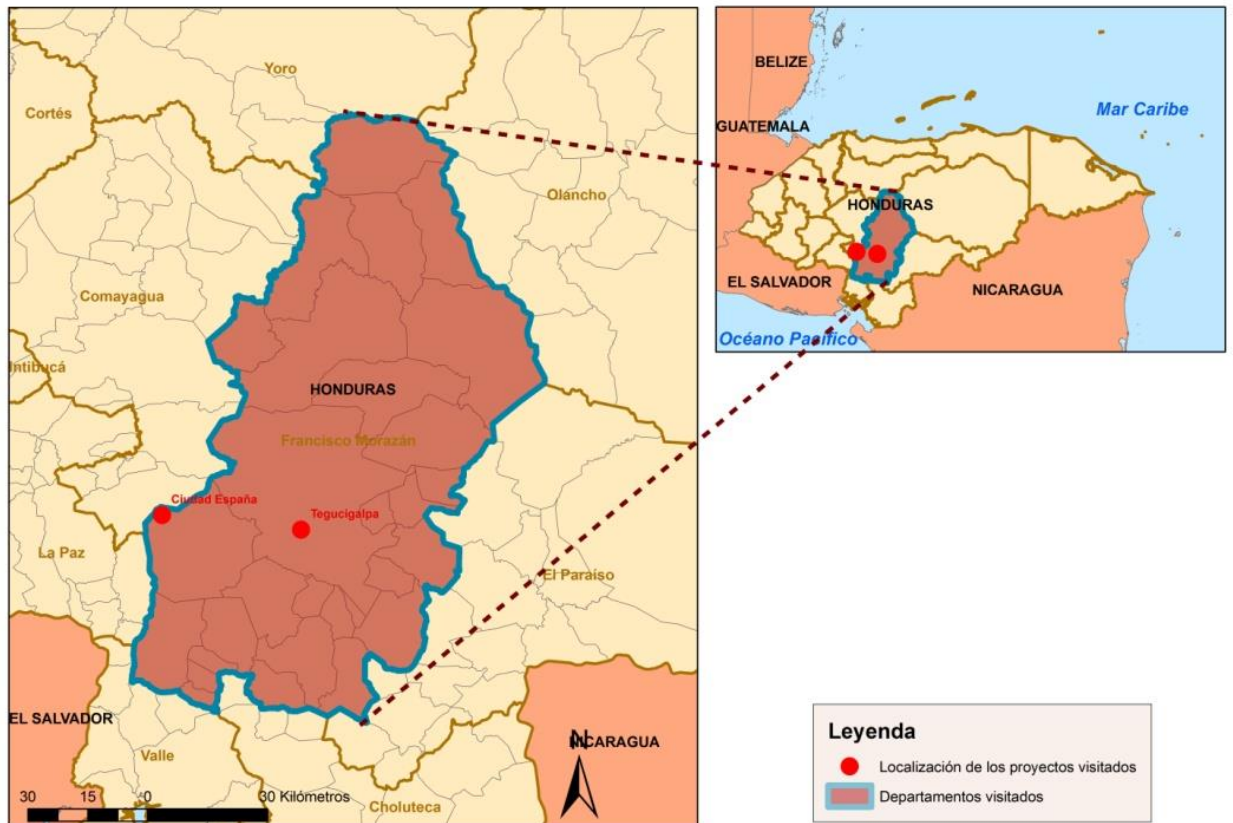 Yoro
Cortés
Olancho
Comayagua
Intibucá
HONDURAS
Francisco Morazán
Ciudad España
Tegucigalpa
La Paz
El Paraíso
EL SALVADOR
NICARAGUA
Valle
Choluteca
N
30 15 0 30 Kilómetros
BELIZE
Mar Caribe
GUATEMALA
HONDURAS
EL SALVADOR
NICARAGUA
Océano Pacífico
Leyenda
Localización de los proyectos visitados
Departamentos visitados